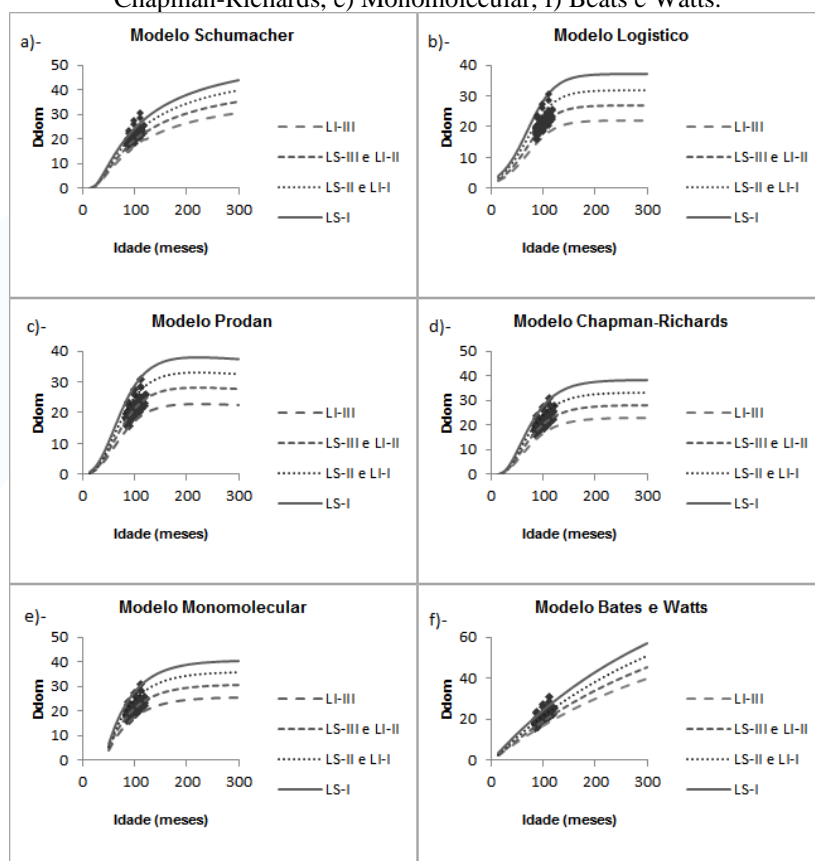 Chapman-Richards, e) Monomolecular, f) Beats e Watts.
a)-
Modelo Schumacher
50
40
30
20
10
0
Ddom
0 100 200 300
Idade (meses)
LI-III
LS-III e LI-II
LS-II e LI-I
LS-I
b)-
Modelo Logistico
40
30
20
10
0
Ddom
0 100 200 300
Idade (meses)
LI-III
LS-III e LI-II
LS-II e LI-I
LS-I
c)-
Modelo Prodan
40
30
20
10
0
Ddom
0 100 200 300
Idade (meses)
LI-III
LS-III e LI-II
LS-II e LI-I
LS-I
d)-
Modelo Chapman-Richards
50
40
30
20
10
0
Ddom
0 100 200 300
Idade (meses)
LI-III
LS-III e LI-II
LS-II e LI-I
LS-I
e)-
Modelo Monomolecular
50
40
30
20
10
0
Ddom
0 100 200 300
Idade (meses)
LI-III
LS-III e LI-II
LS-II e LI-I
LS-I
f)-
Modelo Bates e Watts
60
40
20
0
Ddom
0 100 200 300
Idade (meses)
LI-III
LS-III e LI-II
LS-II e LI-I
LS-I